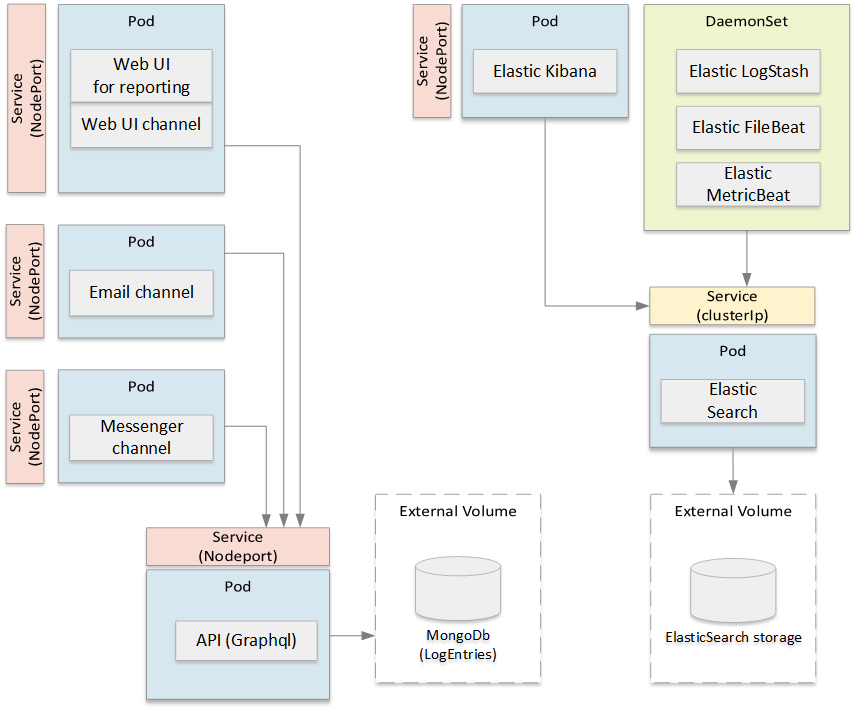 Service
(NodePort)
Pod
Web UI
for reporting
Web UI channel
Service
(NodePort)
Pod
Email channel
Service
(NodePort)
Pod
Messenger
channel
Service
(Nodeport)
Pod
API (Graphql)
External Volume
MongoDb
(LogEntries)
Service
(NodePort)
Pod
Elastic Kibana
DaemonSet
Elastic LogStash
Elastic FileBeat
Elastic
MetricBeat
Service
(clusterIp)
Pod
Elastic
Search
External Volume
ElasticSearch storage